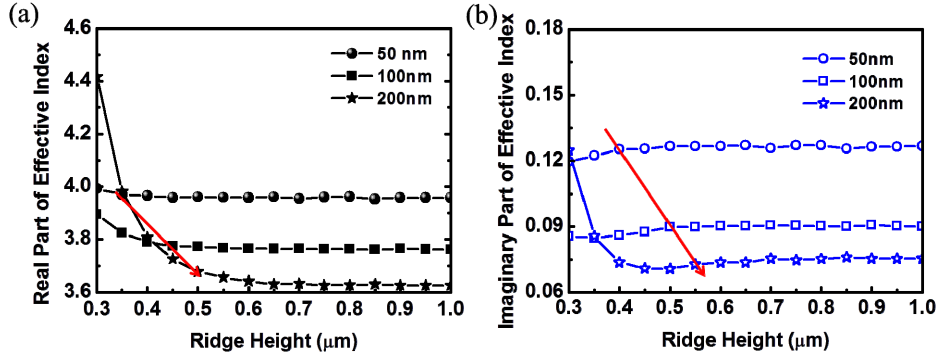 (a)
Real Part of Effective Index
4.6
4.4
4.2
4.0
3.8
3.6
50 nm
100nm
200nm
0.3 0.4 0.5 0.6 0.7 0.8 0.9 1.0
Ridge Height (μm)
(b)
Imaginary Part of Effective Index
0.18
0.15
0.12
0.09
0.06
50nm
100nm
200nm
0.3 0.4 0.5 0.6 0.7 0.8 0.9 1.0
Ridge Height (μm)